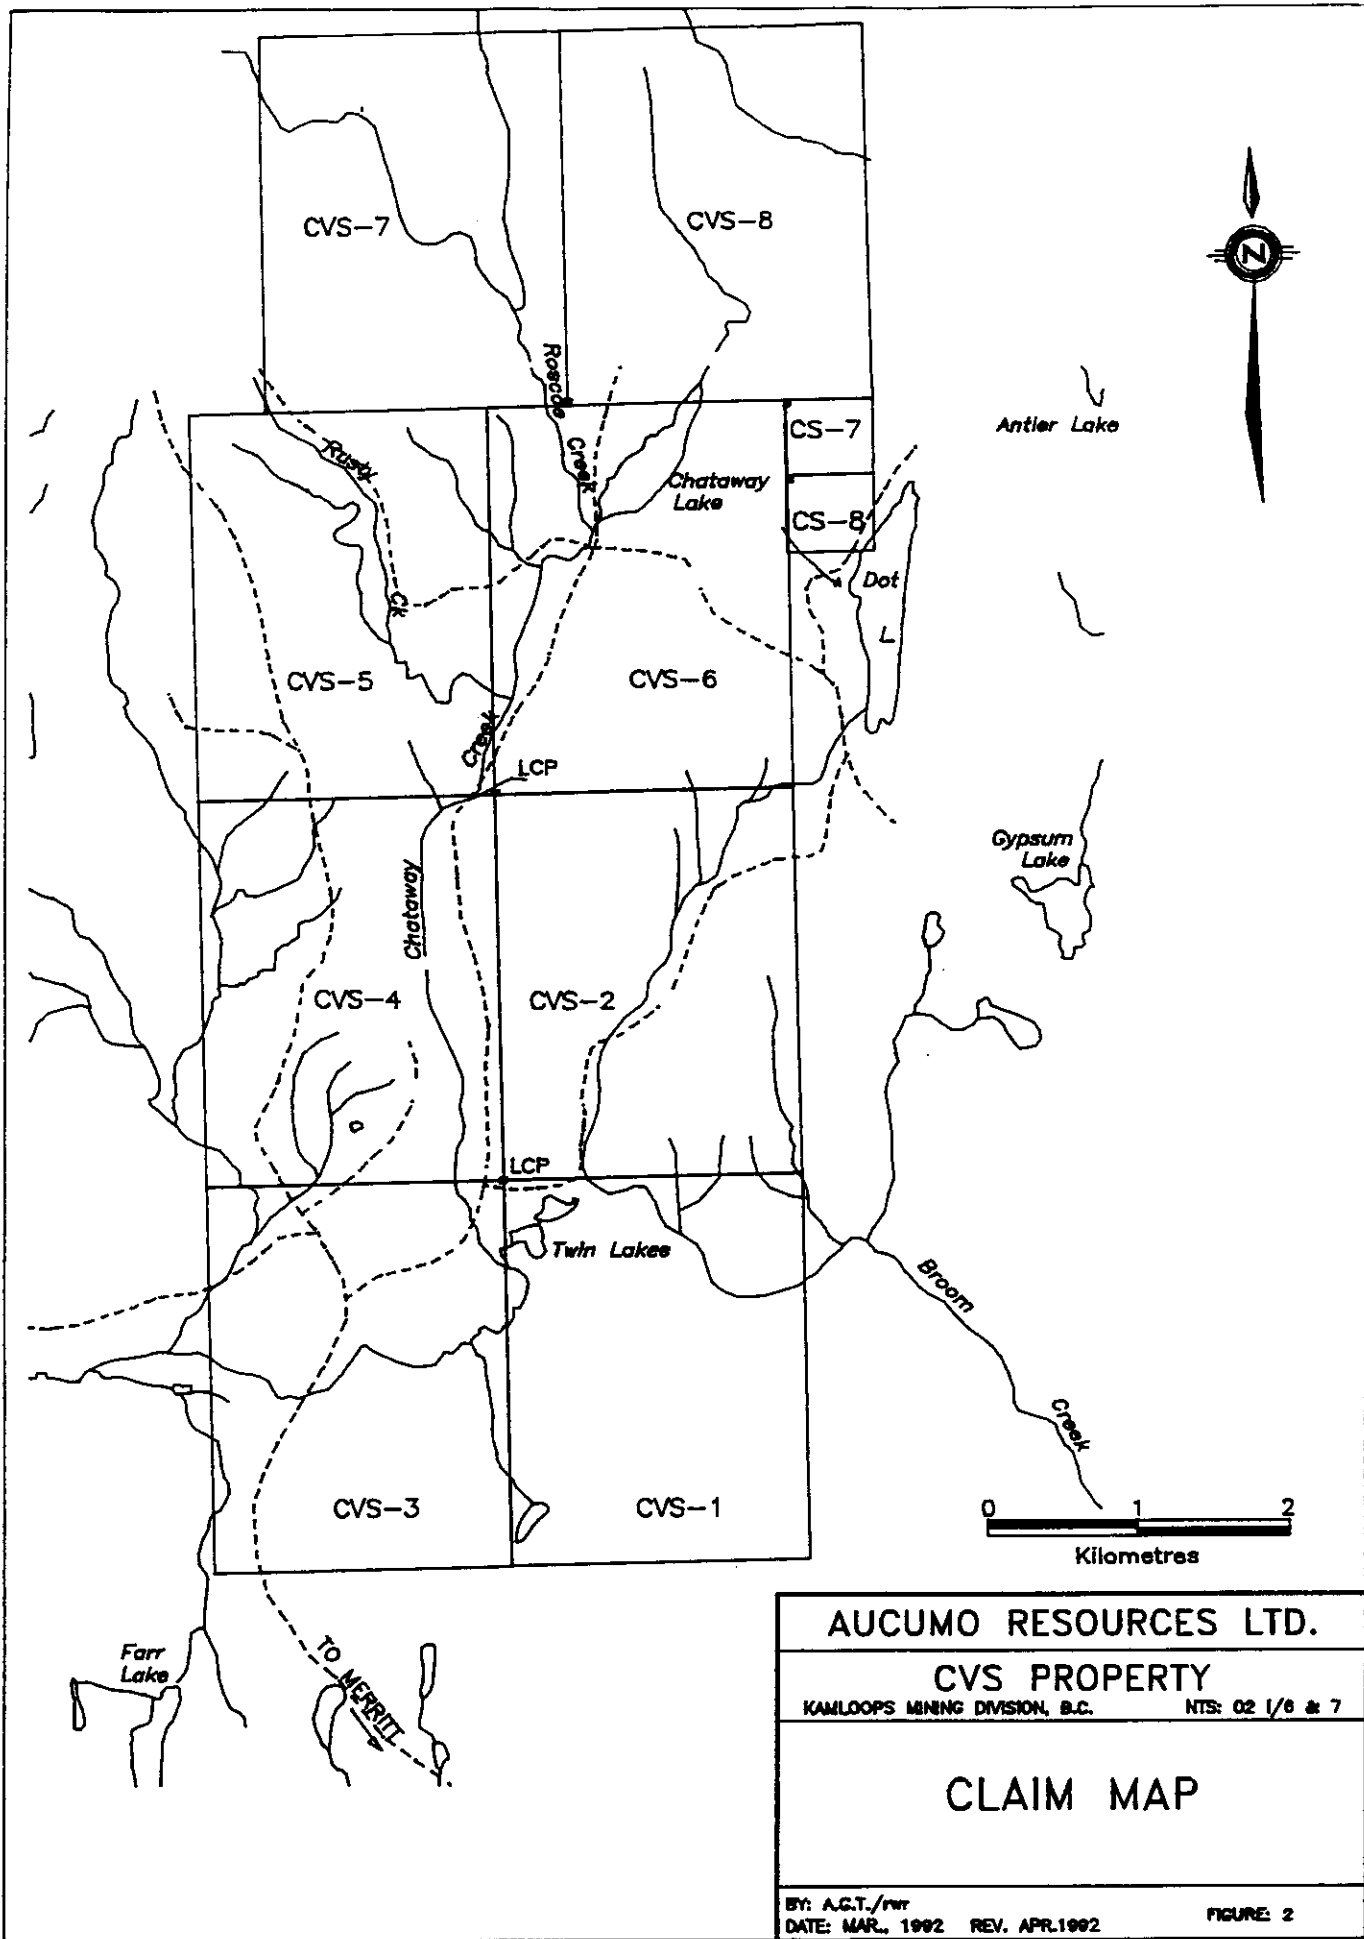 CVS-7
CVS-8
N
Roscoe
Creek
Antler Lake
CS-7
Rusty
Ck
Chataway
Lake
CS-8
Dot
L
CVS-5
CVS-6
Creek
LCP
Chataway
Gypsum
Lake
CVS-4
CVS-2
LCP
Twin Lakes
Broom
Creek
CVS-3
CVS-1
0 1 2
Kilometres
Farr
Lake
TO MERRITT
AUCUMO RESOURCES LTD.
CVS PROPERTY
KAMLOOPS MINING DIVISION, B.C. NTS: 02 I/6 & 7
CLAIM MAP
BY: A.G.T./rwr
DATE: MAR., 1992 REV. APR.1992
FIGURE: 2